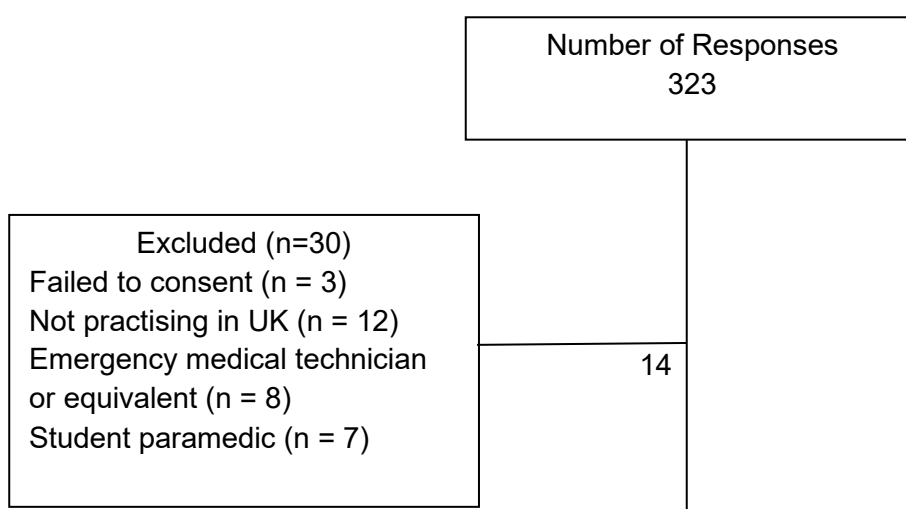 Number of Responses
323
Excluded (n=30)
Failed to consent (n = 3)
Not practising in UK (n = 12)
Emergency medical technician
or equivalent (n = 8)
Student paramedic (n = 7)
14